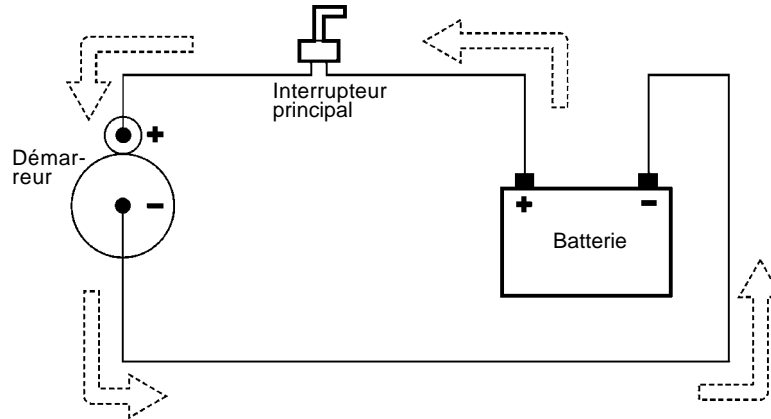 Interrupteur
principal
+
Démar-
reur
−
+ −
Batterie